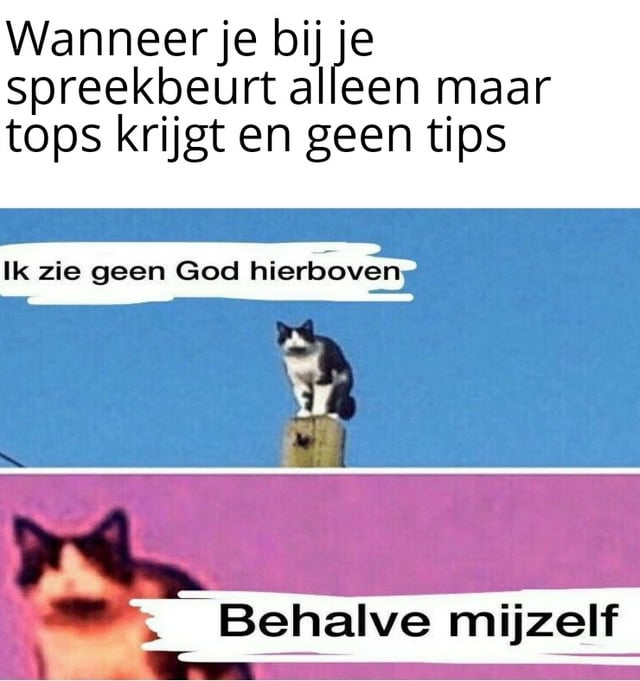 Wanneer je bij je
spreekbeurt alleen maar
tops krijgt en geen tips
Ik zie geen God hierboven
Behalve mijzelf